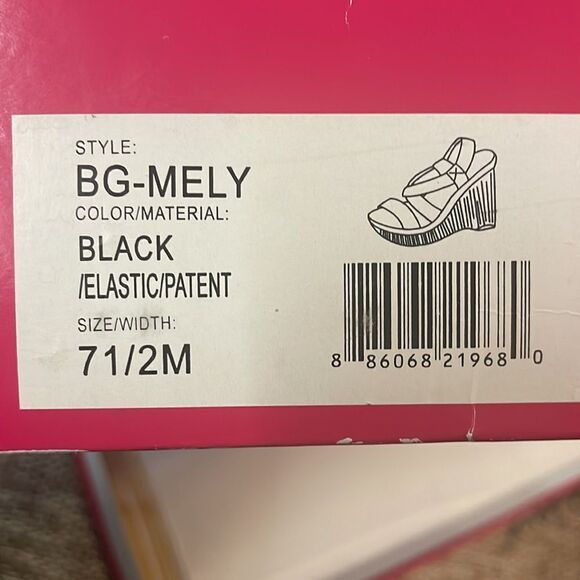 STYLE:
BG-MELY
COLOR/MATERIAL:
BLACK
/ELASTIC/PATENT
SIZE/WIDTH:
71/2M
8 86068 21968 0